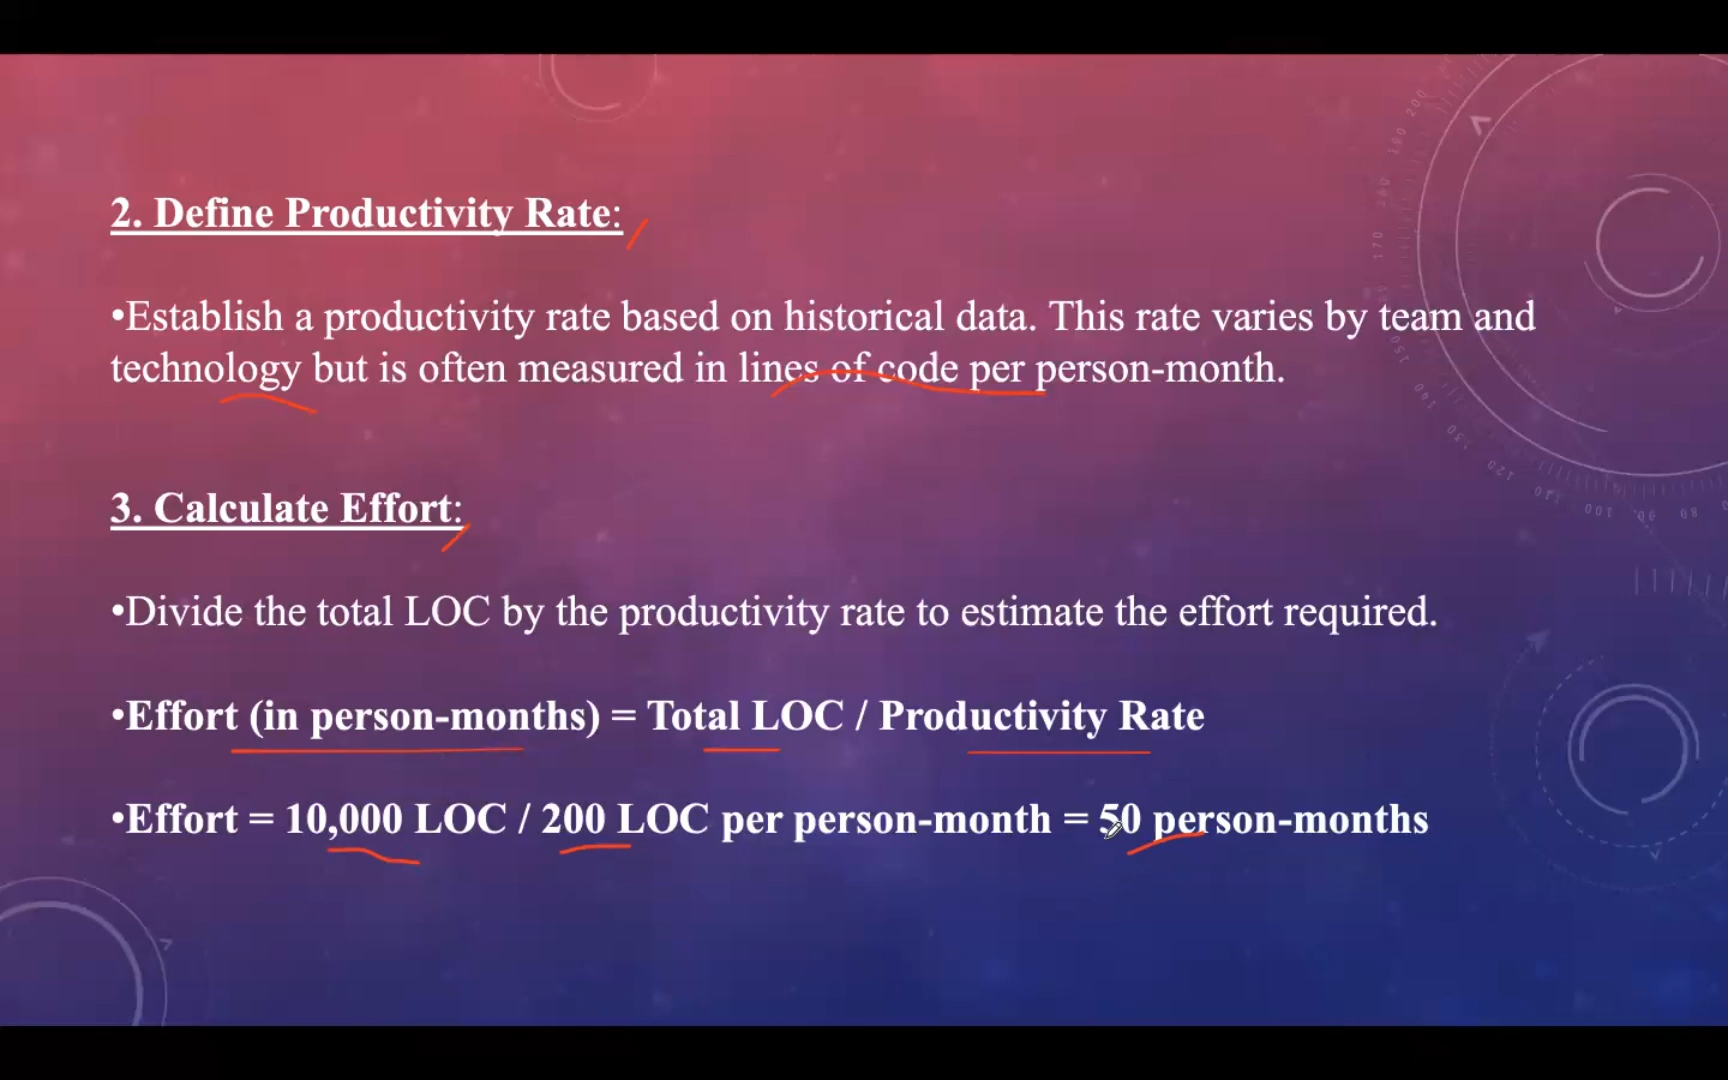 2. Define Productivity Rate:
•Establish a productivity rate based on historical data. This rate varies by team and
technology but is often measured in lines of code per person-month.
3. Calculate Effort:
•Divide the total LOC by the productivity rate to estimate the effort required.
•Effort (in person-months) = Total LOC / Productivity Rate
•Effort = 10,000 LOC / 200 LOC per person-month = 50 person-months